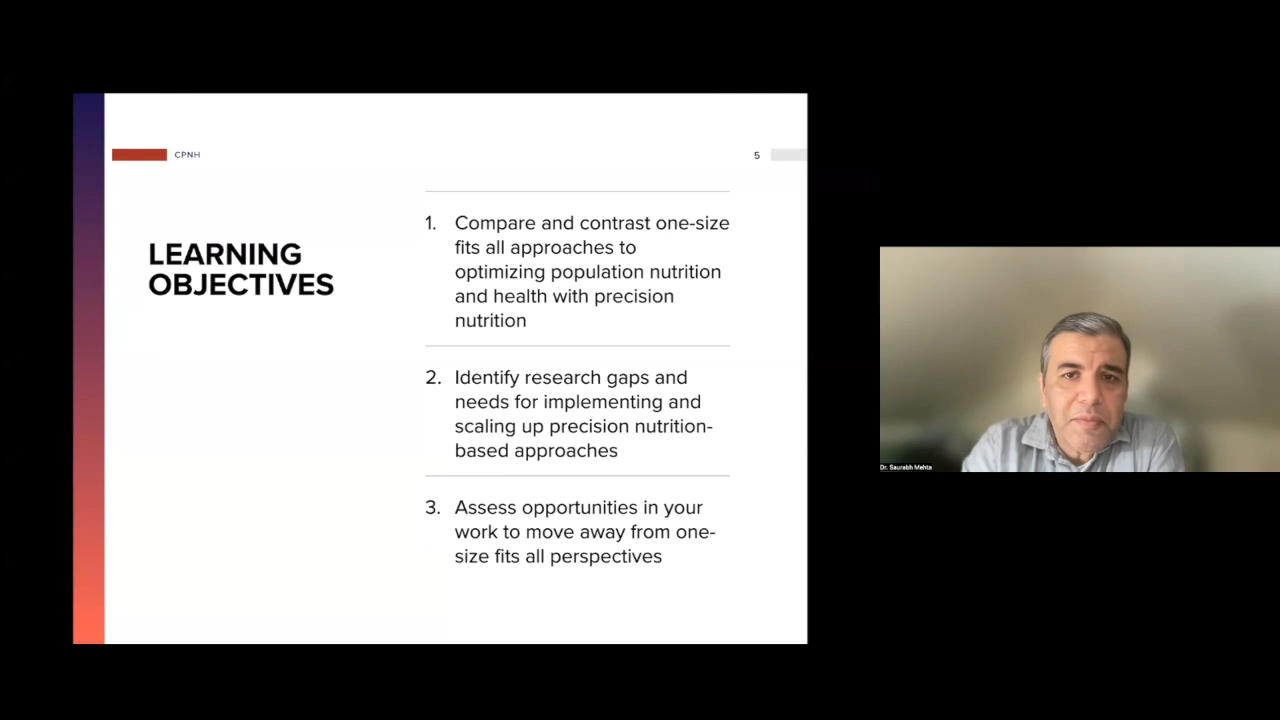 CPNH
5
LEARNING
OBJECTIVES
1. Compare and contrast one-size
fits all approaches to
optimizing population nutrition
and health with precision
nutrition
2. Identify research gaps and
needs for implementing and
scaling up precision nutrition-
based approaches
3. Assess opportunities in your
work to move away from one-
size fits all perspectives
Dr. Saurabh Mehta